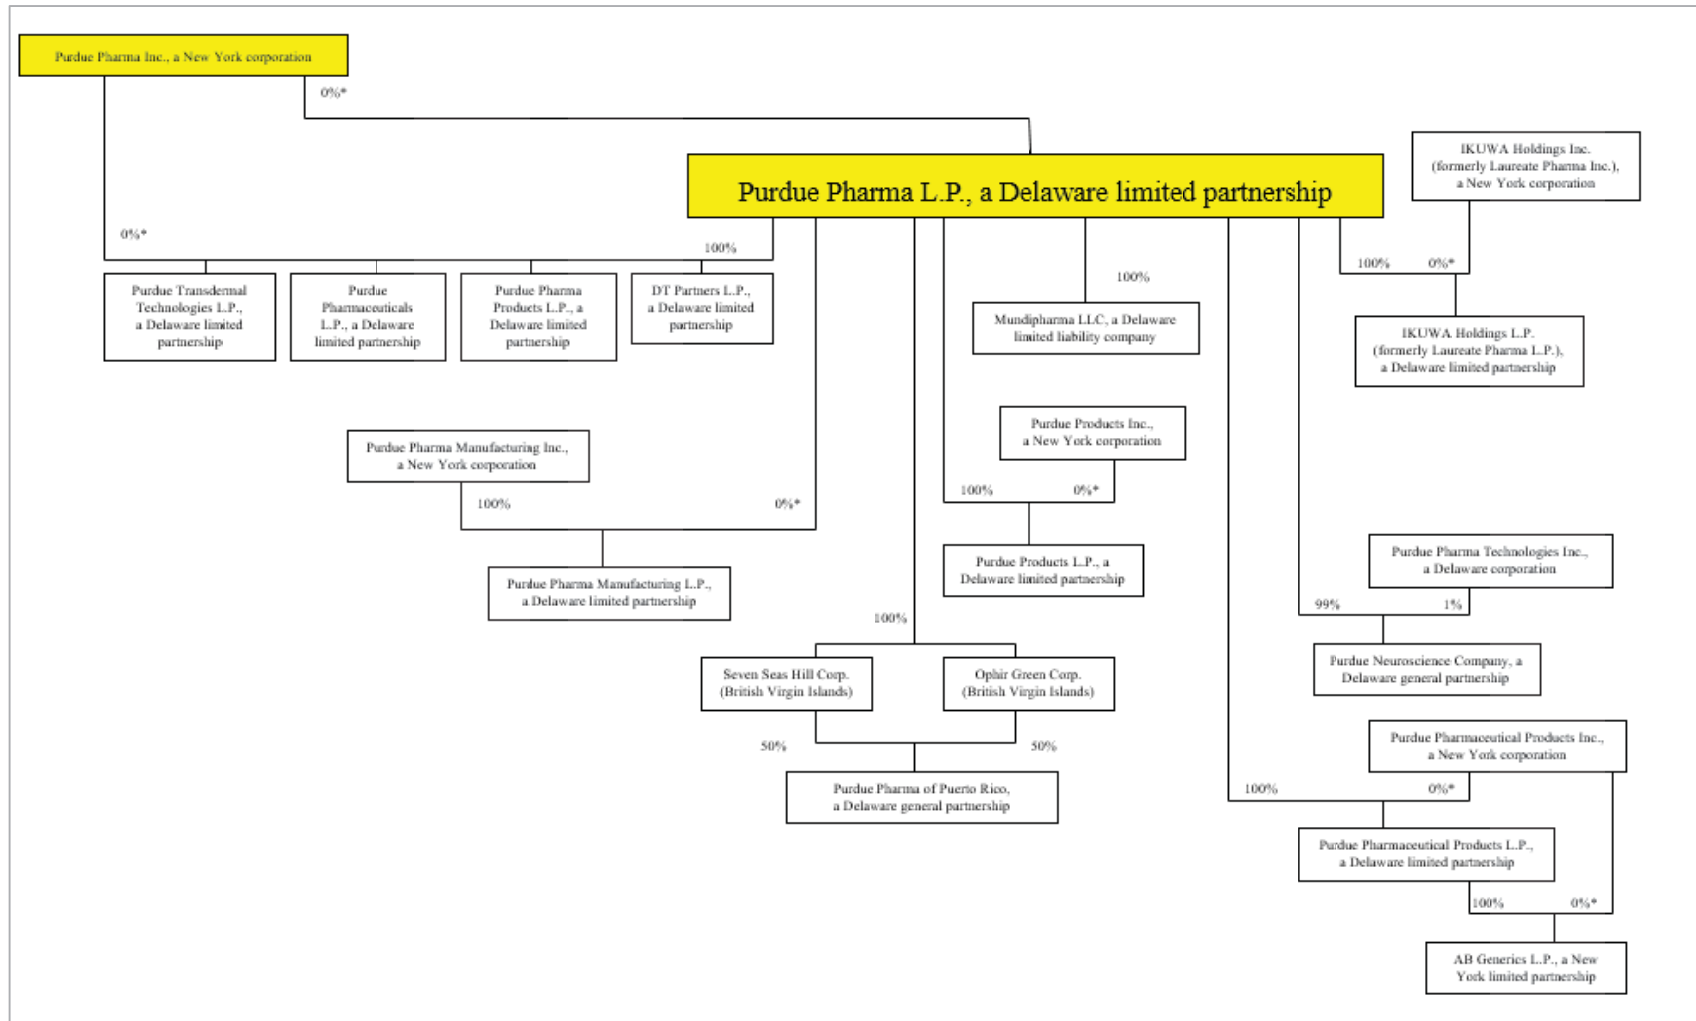 Purdue Pharma Inc., a New York corporation
0%*
Purdue Pharma L.P., a Delaware limited partnership
IKUWA Holdings Inc.
(formerly Laureate Pharma Inc.),
a New York corporation
0%*
100%
100%
0%*
Purdue Transdermal
Technologies L.P.,
a Delaware limited
partnership
Purdue
Pharmaceuticals
L.P., a Delaware
limited partnership
Purdue Pharma
Products L.P., a
Delaware limited
partnership
DT Partners L.P.,
a Delaware limited
partnership
100%
Mundipharma LLC, a Delaware
limited liability company
IKUWA Holdings L.P.
(formerly Laureate Pharma L.P.),
a Delaware limited partnership
Purdue Pharma Manufacturing Inc.,
a New York corporation
100%
0%*
Purdue Pharma Manufacturing L.P.,
a Delaware limited partnership
Purdue Products Inc.,
a New York corporation
100%
0%*
Purdue Products L.P., a
Delaware limited partnership
Purdue Pharma Technologies Inc.,
a Delaware corporation
99%
1%
Purdue Neuroscience Company, a
Delaware general partnership
100%
Seven Seas Hill Corp.
(British Virgin Islands)
Ophir Green Corp.
(British Virgin Islands)
50%
50%
Purdue Pharma of Puerto Rico,
a Delaware general partnership
Purdue Pharmaceutical Products Inc.,
a New York corporation
100%
0%*
Purdue Pharmaceutical Products L.P.,
a Delaware limited partnership
100%
0%*
AB Generics L.P., a New
York limited partnership